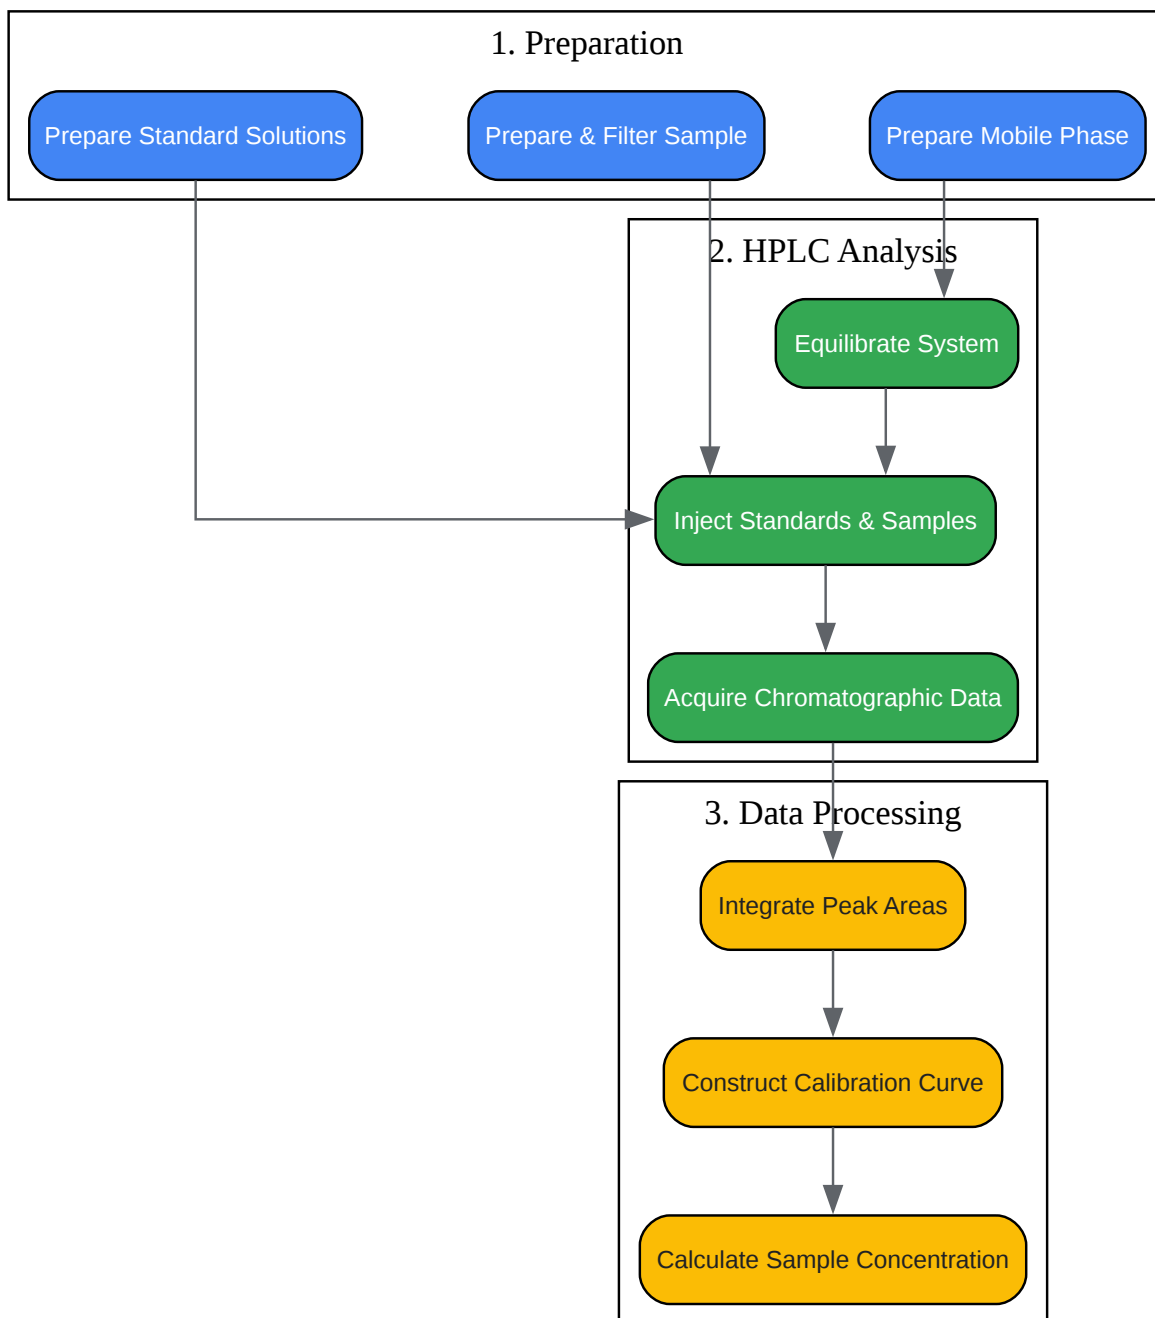 1. Preparation
Prepare Standard Solutions
Prepare & Filter Sample
Prepare Mobile Phase
2. HPLC Analysis
Equilibrate System
Inject Standards & Samples
Acquire Chromatographic Data
3. Data Processing
Integrate Peak Areas
Construct Calibration Curve
Calculate Sample Concentration